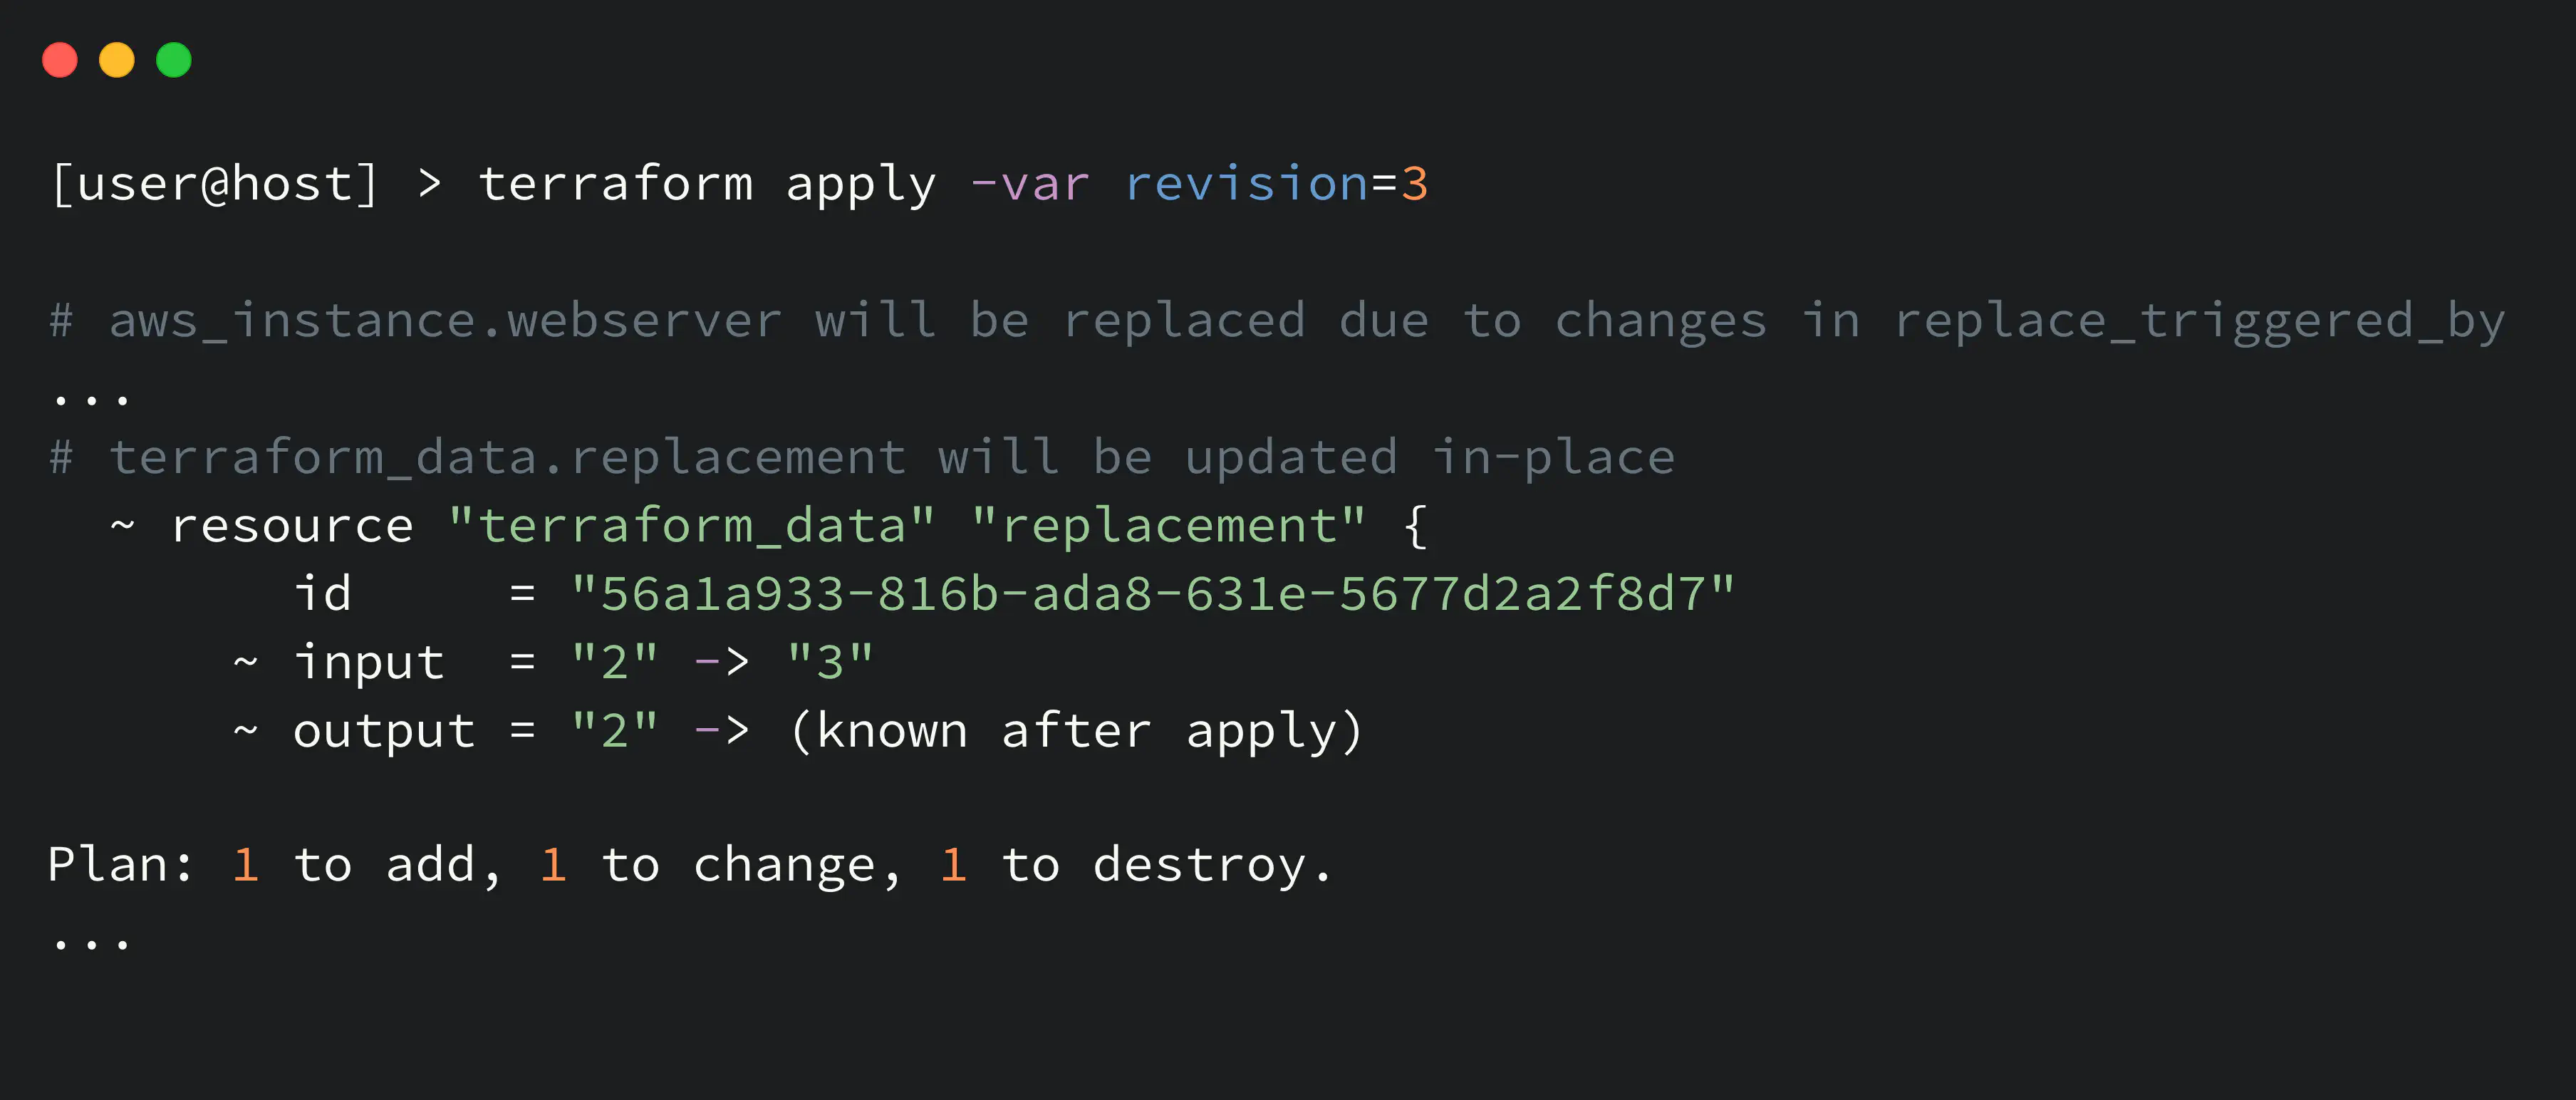 [user@host] > terraform apply -var revision=3
# aws_instance.webserver will be replaced due to changes in replace_triggered_by
...
# terraform_data.replacement will be updated in-place
~ resource "terraform_data" "replacement" {
id = "56a1a933-816b-ada8-631e-5677d2a2f8d7"
~ input = "2" -> "3"
~ output = "2" -> (known after apply)
Plan: 1 to add, 1 to change, 1 to destroy.
...